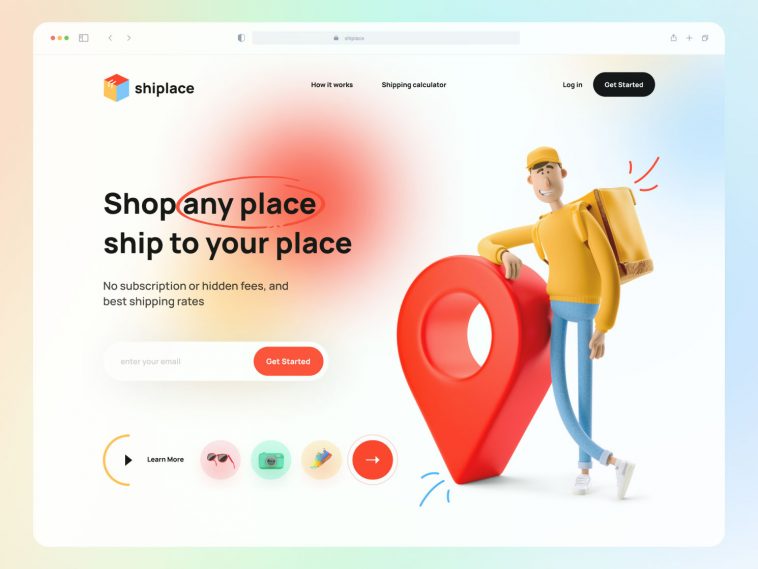 shiplace
shiplace
How it works
Shipping calculator
Log in
Get Started
Shop any place
ship to your place
No subscription or hidden fees, and
best shipping rates
enter your email
Get Started
Learn More